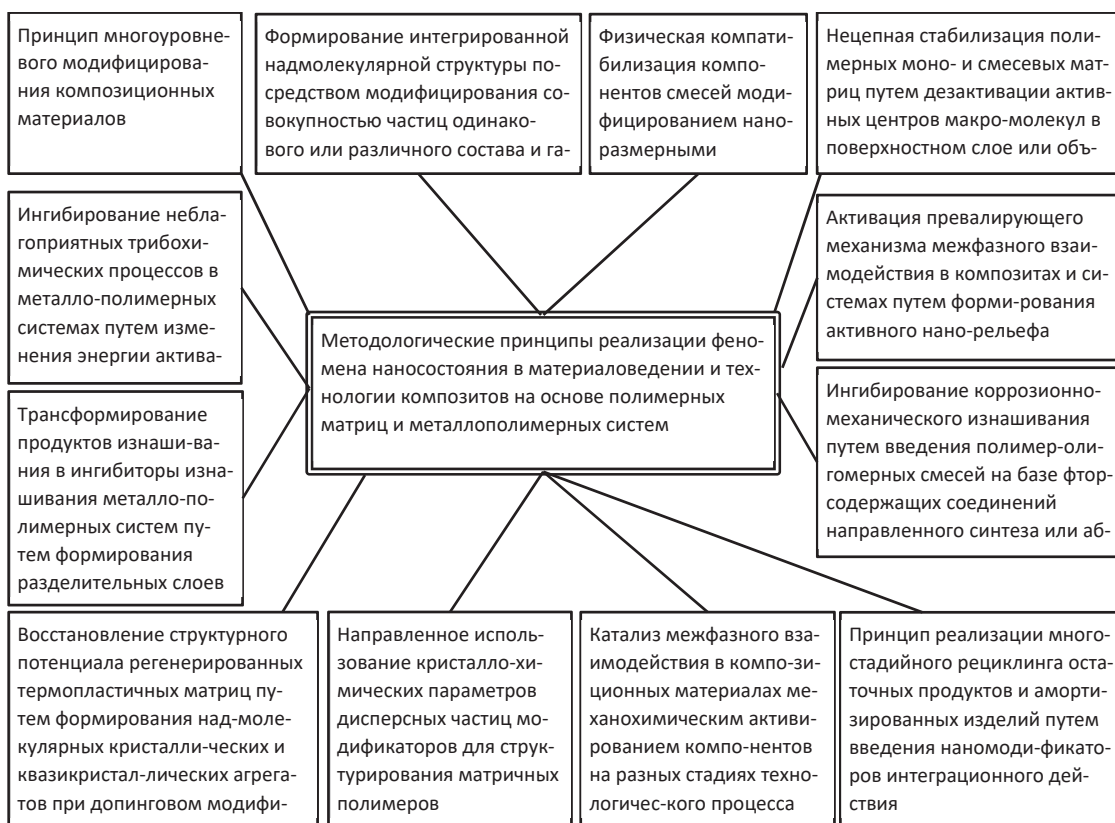 Принцип многоуровне-
вого модифицирова-
ния композиционных
материалов
Формирование интегрированной
надмолекулярной структуры по-
средством модифицирования со-
вокупностью частиц одинако-
вого или различного состава и га-
Физическая компати-
билизация компо-
нентов смесей моди-
фицированием нано-
размерными
Нецепная стабилизация поли-
мерных моно- и смесевых мат-
риц путем дезактивации актив-
ных центров макро-молекул в
поверхностном слое или объ-
Ингибирование небла-
гоприятных трибохи-
мических процессов в
металло-полимерных
системах путем изме-
нения энергии актива-
Активация превалирующего
механизма межфазного взаи-
модействия в композитах и си-
стемах путем форми-рования
активного нано-рельефа
Методологические принципы реализации фено-
мена наносостояния в материаловедении и тех-
нологии композитов на основе полимерных
матриц и металлополимерных систем
Трансформирование
продуктов изнаши-ва-
ния в ингибиторы изна-
шивания металло-по-
лимерных систем пу-
тем формирования
разделительных слоев
Ингибирование коррозионно-
механического изнашивания
путем введения полимер-оли-
гомерных смесей на базе фтор-
содержащих соединений
направленного синтеза или аб-
Восстановление структурного
потенциала регенерированных
термопластичных матриц пу-
тем формирования над-моле-
кулярных кристалли-ческих и
квазикристал-лических агрега-
тов при допинговом модифи-
Направленное исполь-
зование кристалло-хи-
мических параметров
дисперсных частиц мо-
дификаторов для струк-
турирования матричных
полимеров
Катализ межфазного вза-
имодействия в компо-зи-
ционных материалах ме-
ханохимическим активи-
рованием компо-нентов
на разных стадиях техно-
логичес-кого процесса
Принцип реализации много-
стадийного рециклинга оста-
точных продуктов и аморти-
зированных изделий путем
введения наномоди-фикато-
ров интеграционного дей-
ствия